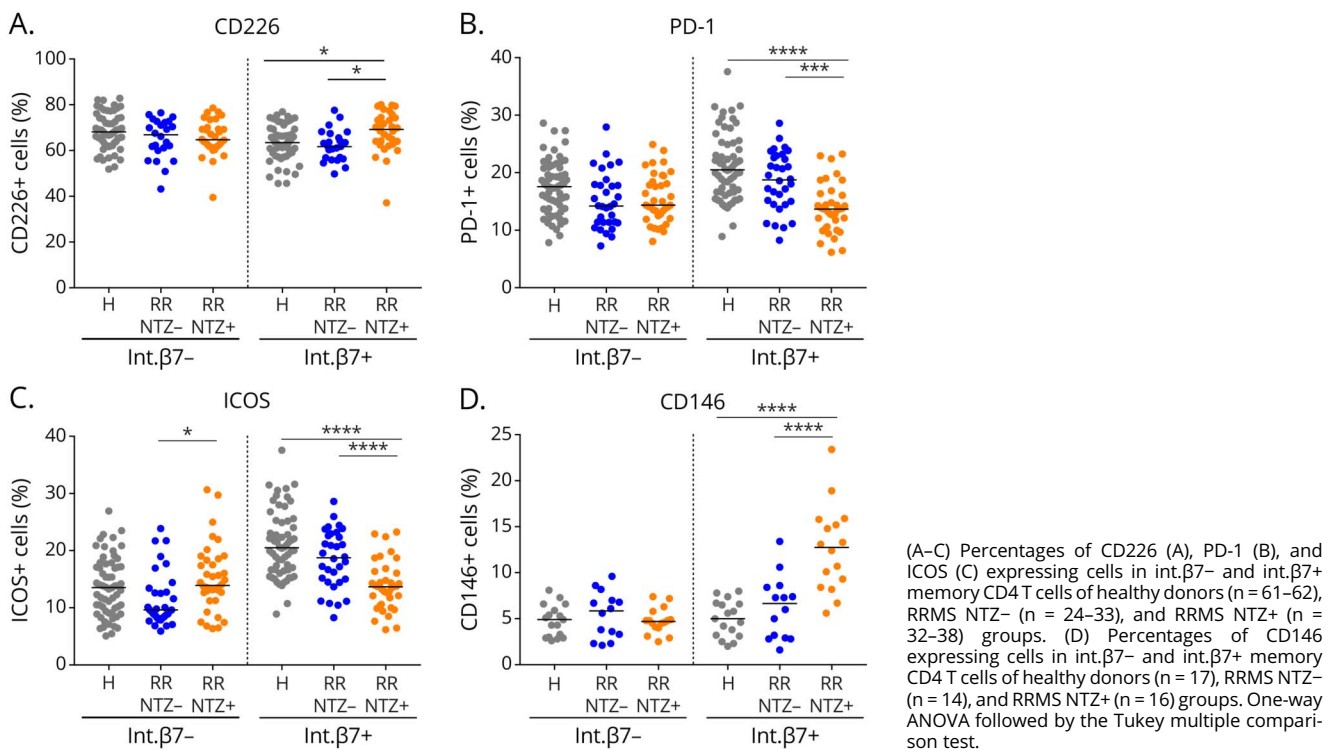 A.
CD226
CD226+ cells (%)
100
80
60
40
20
0
*
*
H
RR
RR
H
RR
RR
NTZ−
NTZ+
NTZ−
NTZ+
Int.β7−
Int.β7+
B.
PD-1
PD-1+ cells (%)
40
30
20
10
0
****
***
H
RR
RR
H
RR
RR
NTZ−
NTZ+
NTZ−
NTZ+
Int.β7−
Int.β7+
C.
ICOS
ICOS+ cells (%)
40
30
20
10
0
*
****
****
H
RR
RR
H
RR
RR
NTZ−
NTZ+
NTZ−
NTZ+
Int.β7−
Int.β7+
D.
CD146
CD146+ cells (%)
25
20
15
10
5
0
****
****
H
RR
RR
H
RR
RR
NTZ−
NTZ+
NTZ−
NTZ+
Int.β7−
Int.β7+
(A–C) Percentages of CD226 (A), PD-1 (B), and
ICOS (C) expressing cells in int.β7− and int.β7+
memory CD4 T cells of healthy donors (n = 61–62),
RRMS NTZ− (n = 24–33), and RRMS NTZ+ (n =
32–38) groups. (D) Percentages of CD146
expressing cells in int.β7− and int.β7+ memory
CD4 T cells of healthy donors (n = 17), RRMS NTZ−
(n = 14), and RRMS NTZ+ (n = 16) groups. One-way
ANOVA followed by the Tukey multiple compari-
son test.